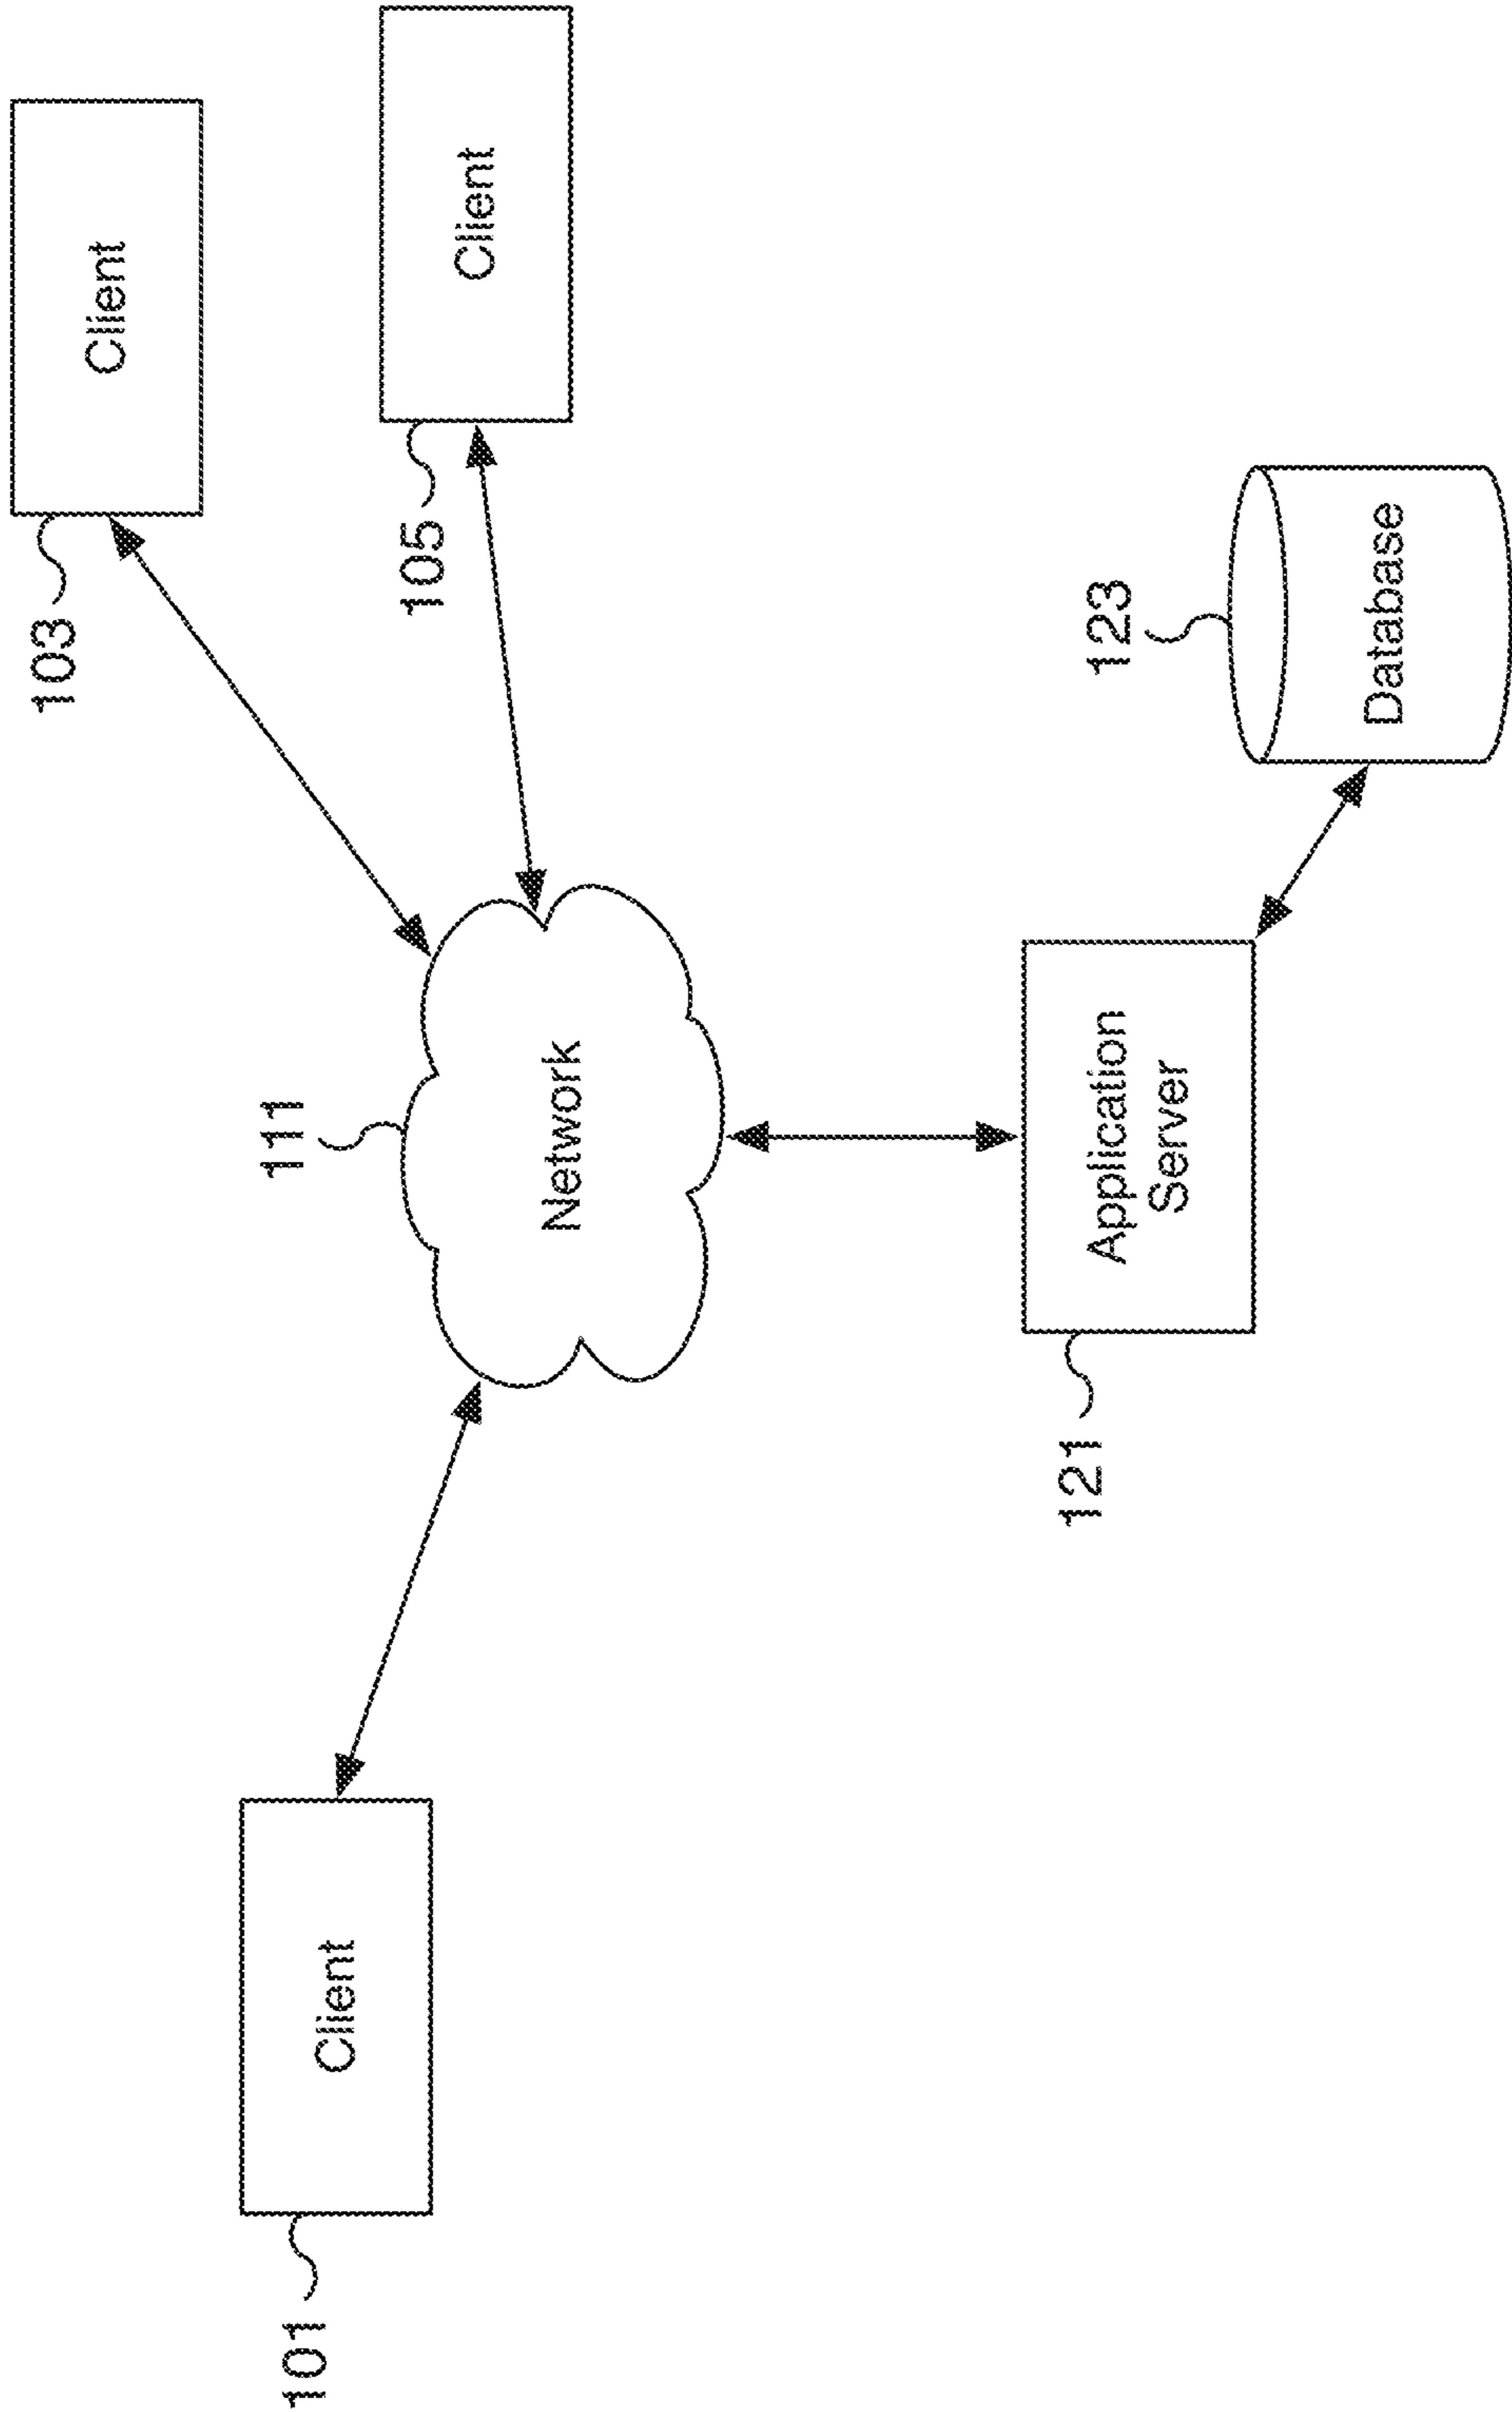 103
Client
101
Client
111
105
Client
Network
121
Application
Server
123
Database